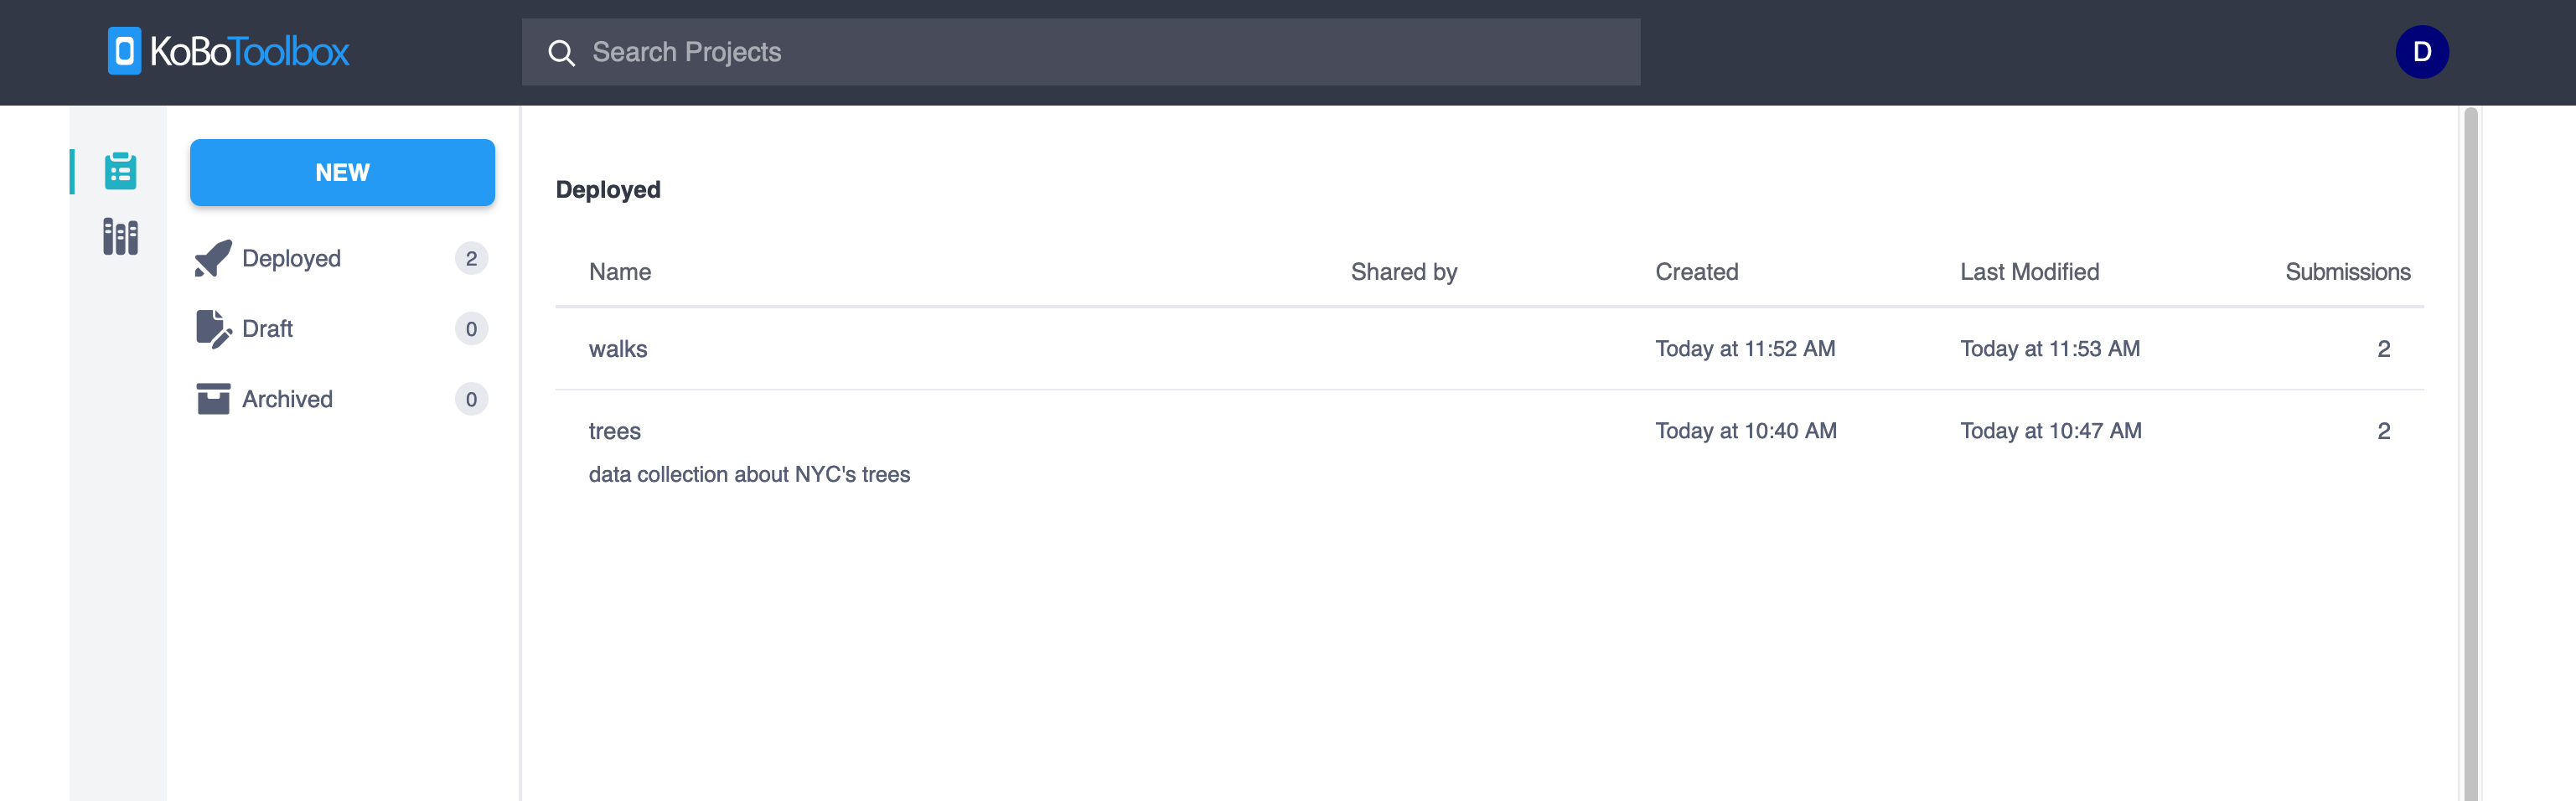 KoBoToolbox
Search Projects
D
NEW
Deployed 2
Draft 0
Archived 0
Deployed
Name Shared by Created Last Modified Submissions
walks Today at 11:52 AM Today at 11:53 AM 2
trees Today at 10:40 AM Today at 10:47 AM 2
data collection about NYC's trees